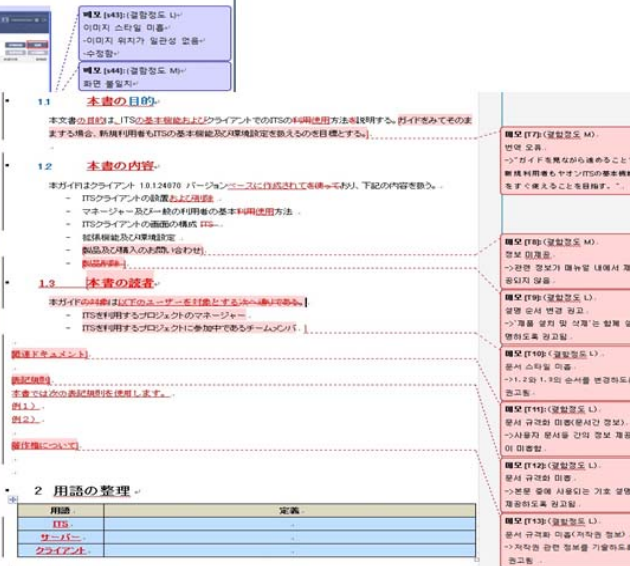 메모 [s43]: (결함정도 L)
이미지 스타일 미흡
-이미지 위치가 일관성 없음
-수정함
메모 [s44]: (결함정도 M)
화면 불일치
1.1 本書の目的
本文書の目的は、ITSの基本機能およびクライアントでのITSの利用使用方法を説明する。ガイドをみてそのま
まする場合、新規利用者もITSの基本機能及び環境設定を扱えるのを目標とする。
1.2 本書の内容
本ガイドはクライアント 1.0.1.24070 バージョンベースに作成されてを使っており、下記の内容を扱う。
- ITSクライアントの設置および削除
- マネージャー及び一般の利用者の基本利用使用方法
- ITSクライアントの画面の構成 ITS
- 拡張機能及び環境設定
- 製品及び購入のお問い合わせ
- 製品削除
1.3 本書の読者
本ガイドの対象は以下のユーザーを対象とする次の通りである。
- ITSを利用するプロジェクトのマネージャー
- ITSを利用するプロジェクトに参加中であるチームメンバ
関連ドキュメント
表記規則
本書では次の表記規則を使用します。
例1)
例2)
著作権について
2 用語の整理
用語 定義
ITS
サーバー
クライアント
메모 [T7]: (결함정도 M)
번역 오류
->"ガイドを見ながら進めること
新規利用者もヤオンITSの基本機能
をすぐ使えることを目指す。"
메모 [T8]: (결함정도 M)
정보 미제공
->관련 정보가 매뉴얼 내에서 제
공되지 않음
메모 [T9]: (결함정도 L)
설명 순서 변경 권고
->'제품 설치 및 삭제'는 함께 설
명하도록 권고됨
메모 [T10]: (결함정도 L)
문서 스타일 미흡
->1.2와 1.3의 순서를 변경하도
권고됨
메모 [T11]: (결함정도 L)
문서 규격화 미흡(문서간 정보)
->사용자 문서들 간의 정보 제공
이 미흡함
메모 [T12]: (결함정도 L)
문서 규격화 미흡
->본문 중에 사용되는 기호 설명
제공하도록 권고됨
메모 [T13]: (결함정도 L)
문서 규격화 미흡(저작권 정보)
->저작권 관련 정보를 기술하도
권고됨